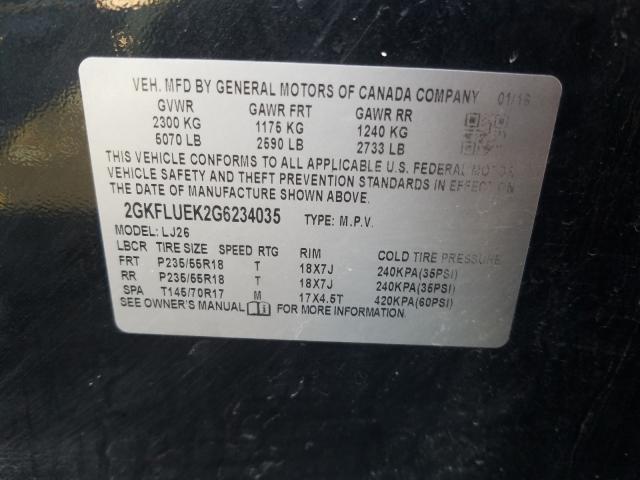 VEH. MFD BY GENERAL MOTORS OF CANADA COMPANY 01/16
GVWR GAWR FRT GAWR RR
2300 KG 1175 KG 1240 KG
5070 LB 2590 LB 2733 LB
THIS VEHICLE CONFORMS TO ALL APPLICABLE U.S. FEDERAL MOTOR
VEHICLE SAFETY AND THEFT PREVENTION STANDARDS IN EFFECT ON
THE DATE OF MANUFACTURE SHOWN ABOVE.
2GKFLUEK2G6234035 TYPE: M.P.V.
MODEL: LJ26
LBCR TIRE SIZE SPEED RTG RIM COLD TIRE PRESSURE
FRT P235/55R18 T 18X7J 240KPA(35PSI)
RR P235/55R18 T 18X7J 240KPA(35PSI)
SPA T145/70R17 M 17X4.5T 420KPA(60PSI)
SEE OWNER'S MANUAL FOR MORE INFORMATION.